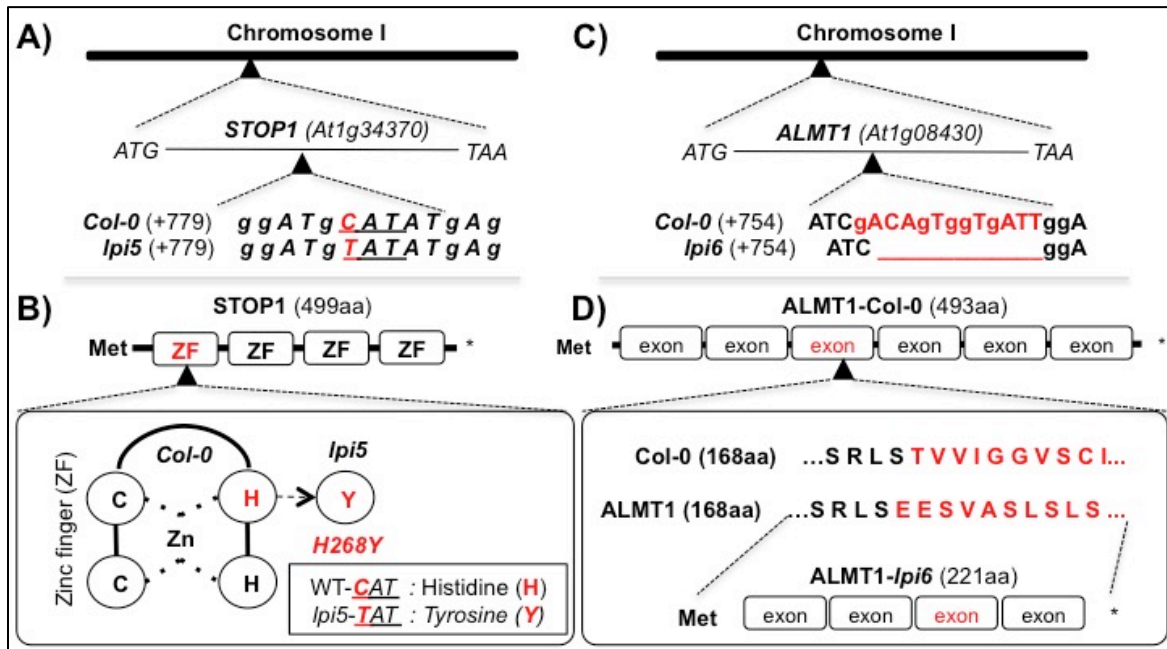 A)
Chromosome I
STOP1 (At1g34370)
ATG
TAA
Col-0 (+779) ggATgCATATgAg
lpi5 (+779) ggATgTATATgAg
B)
STOP1 (499aa)
Met ZF ZF ZF ZF *
Zinc finger (ZF)
Col-0
lpi5
C H Y
Zn
H268Y
C H
WT-CAT : Histidine (H)
lpi5-TAT : Tyrosine (Y)
C)
Chromosome I
ALMT1 (At1g08430)
ATG
TAA
Col-0 (+754) ATCgACAgTggTgATTggA
lpi6 (+754) ATC ggA
D)
ALMT1-Col-0 (493aa)
Met exon exon exon exon exon exon *
Col-0 (168aa) ...S R L S T V V I G G V S C I...
ALMT1 (168aa) ...S R L S E E S V A S L S L S ...
ALMT1-lpi6 (221aa)
Met exon exon exon exon *